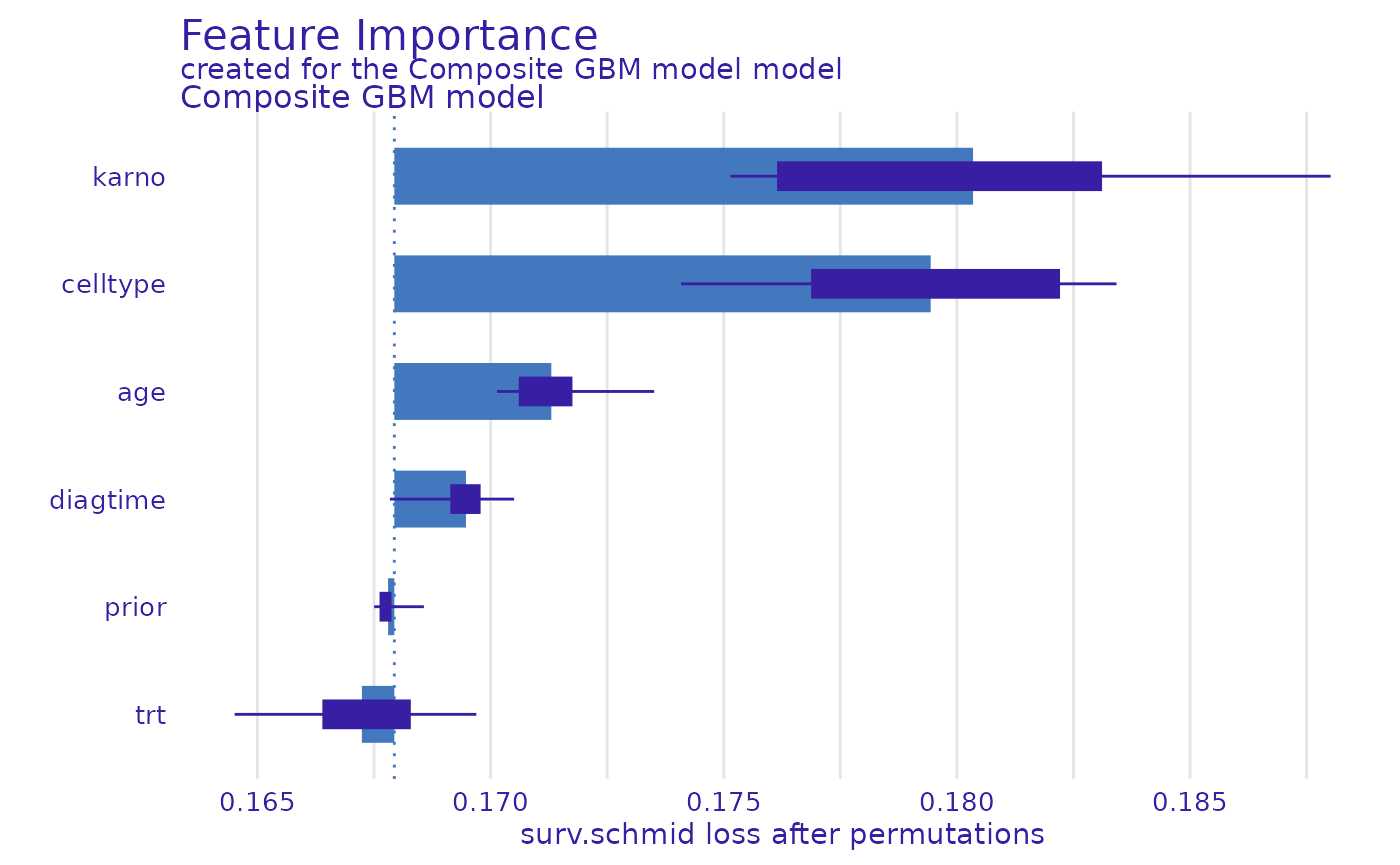 Feature Importance
created for the Composite GBM model model
Composite GBM model
karno
celltype
age
diagtime
prior
trt
0.165 0.170 0.175 0.180 0.185
surv.schmid loss after permutations